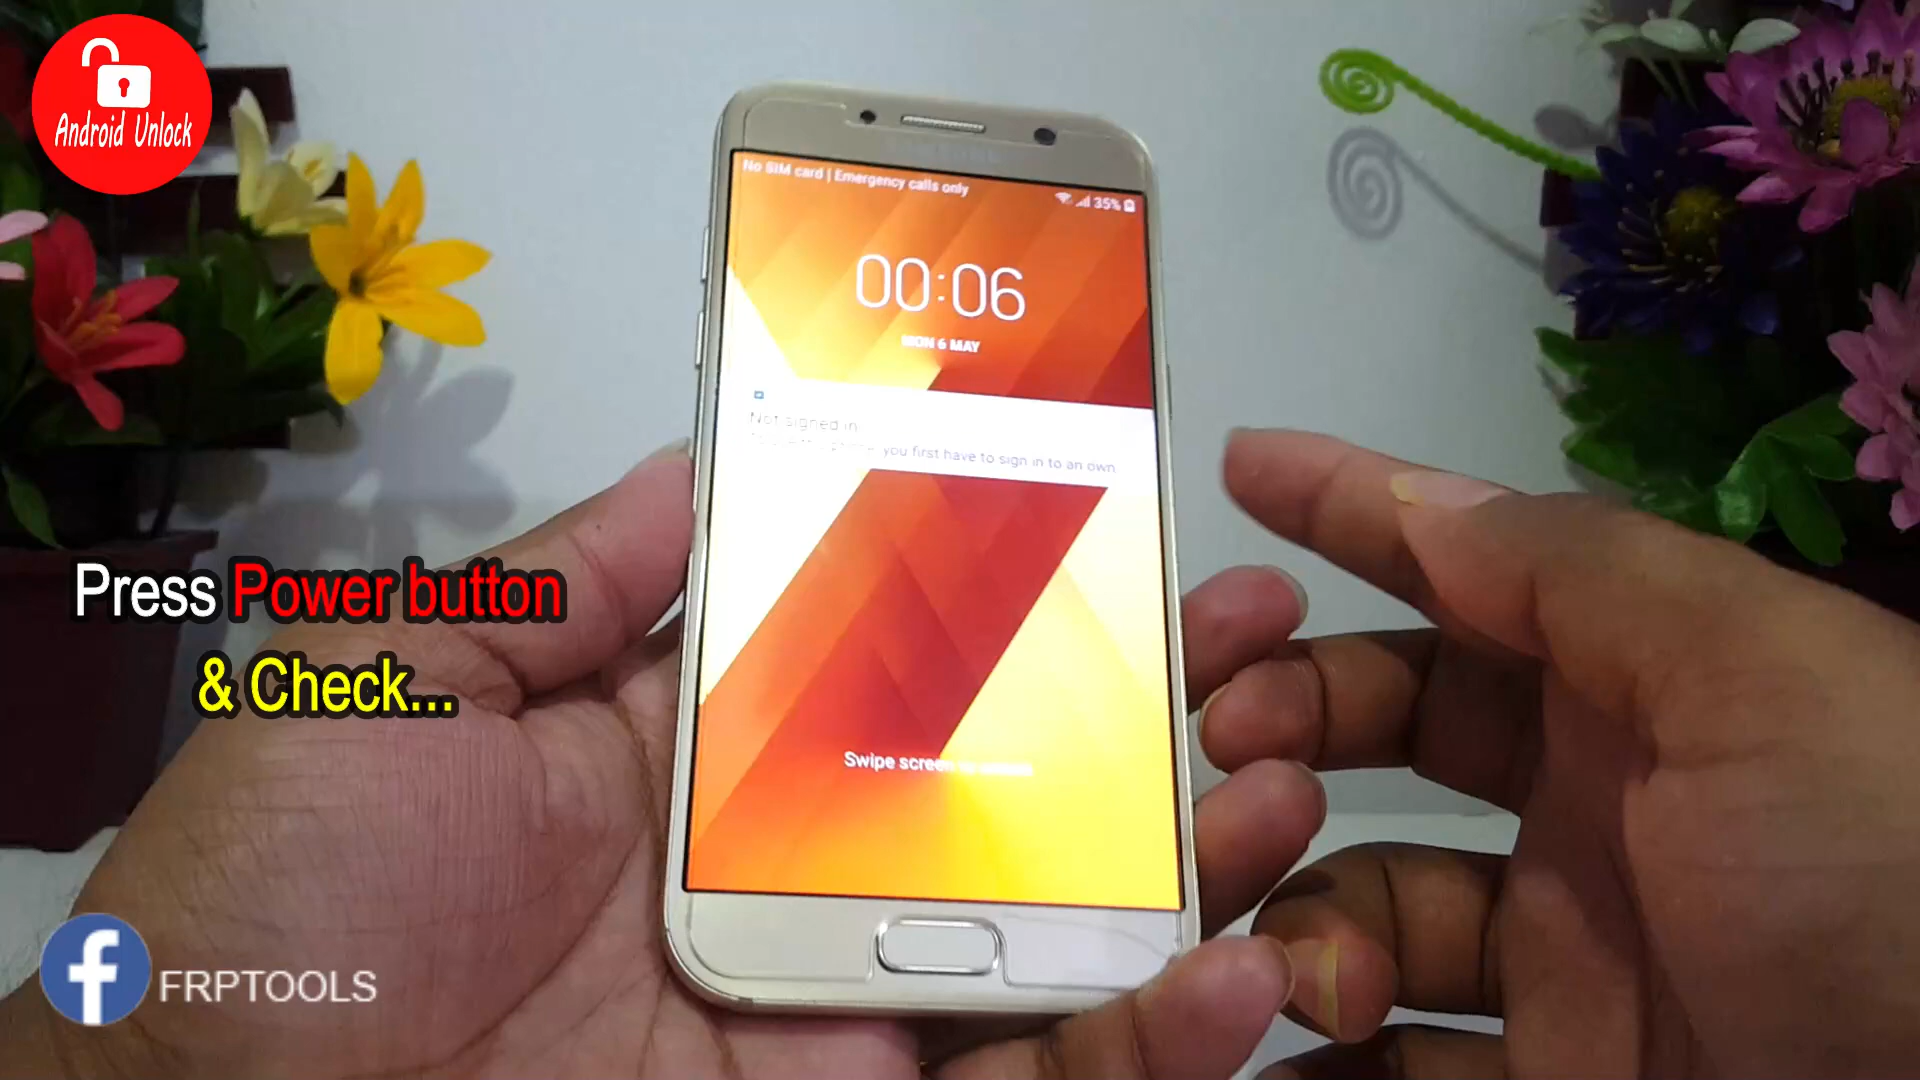 Android Unlock
SAMSUNG
No SIM card | Emergency calls only
35%
00:06
MON 6 MAY
Not signed in
you first have to sign in to an own
Swipe screen
Press Power button
& Check...
f FRPTOOLS